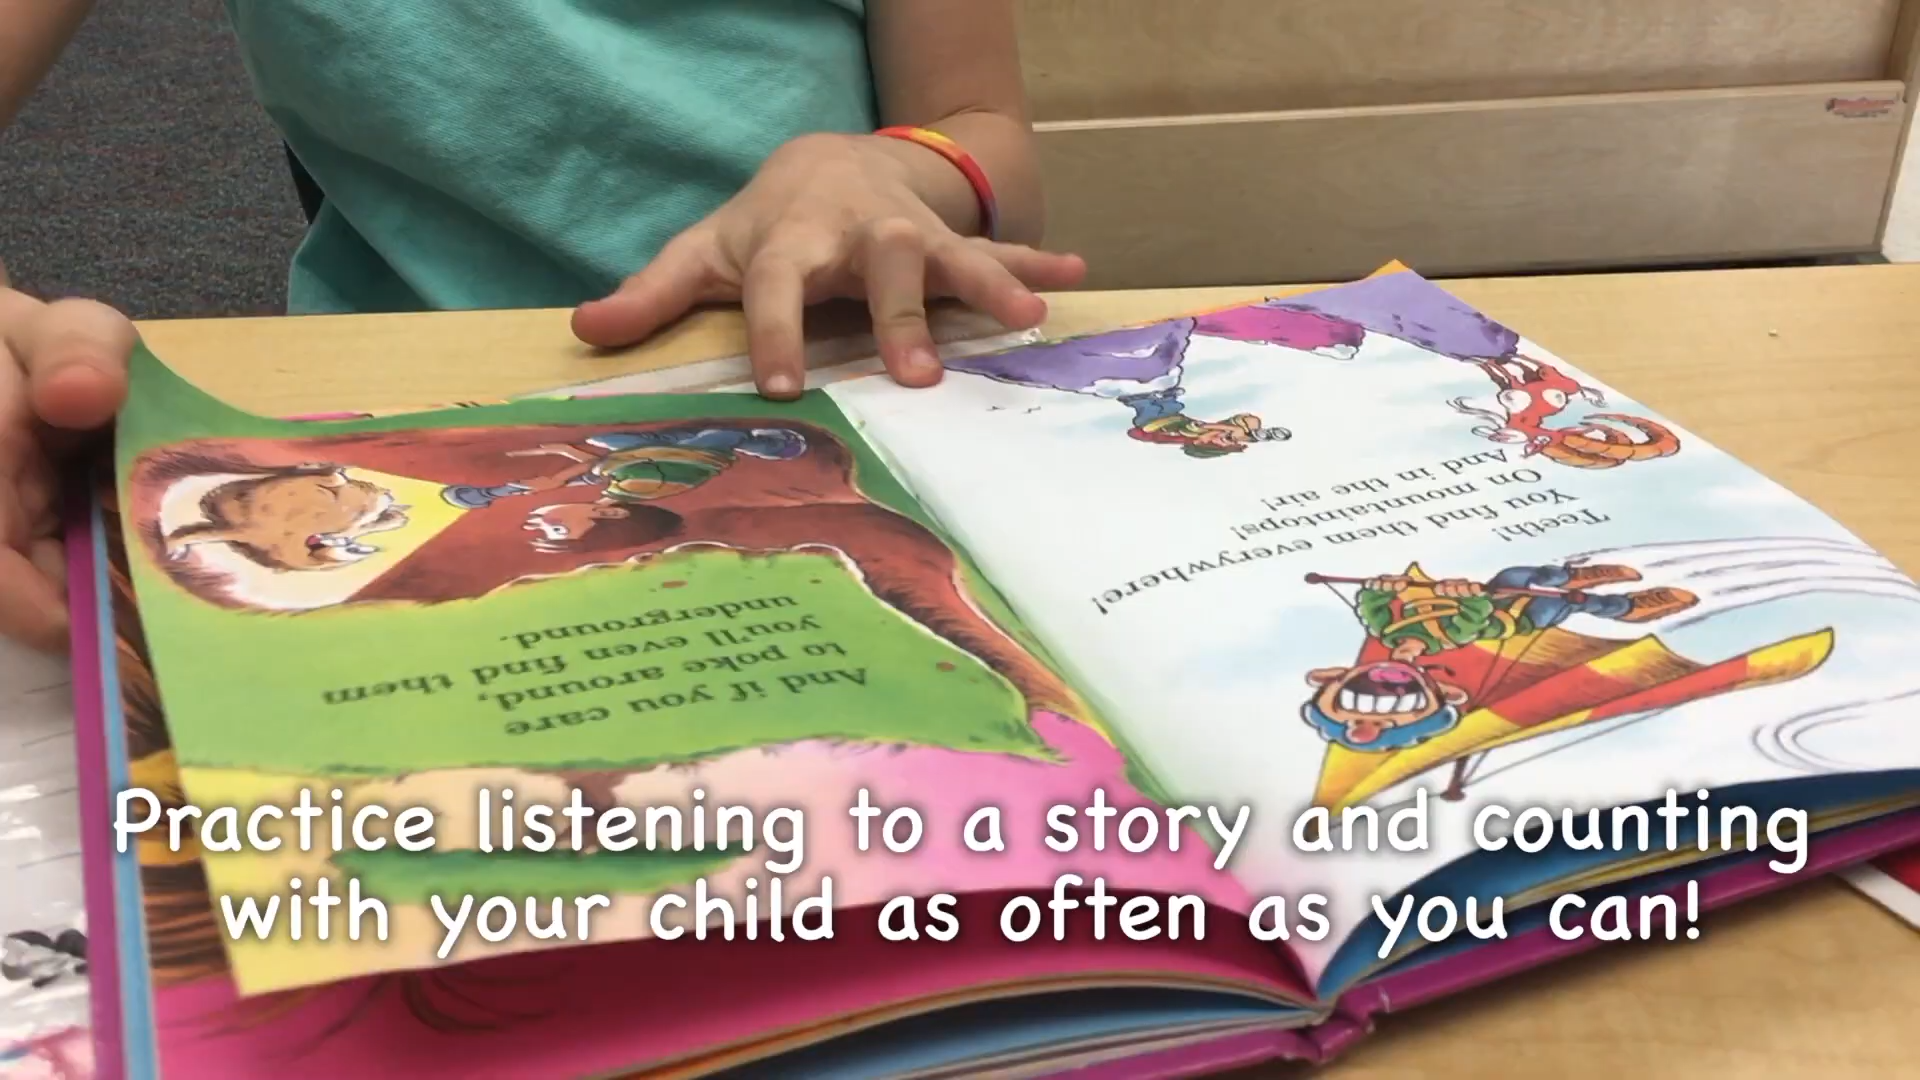 Teeth!
You find them everywhere!
On mountaintops!
And in the air!
And if you care
to poke around,
you'll even find them
underground.
Practice listening to a story and counting
with your child as often as you can!